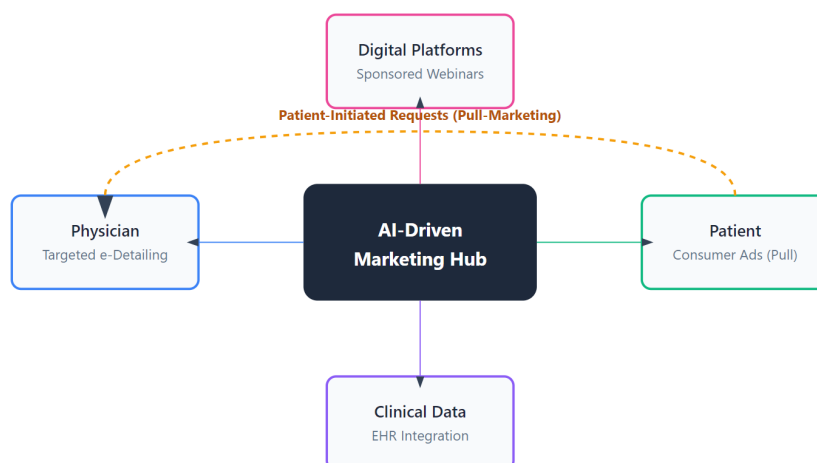 Digital Platforms
Sponsored Webinars
Patient-Initiated Requests (Pull-Marketing)
Physician
Targeted e-Detailing
AI-Driven
Marketing Hub
Patient
Consumer Ads (Pull)
Clinical Data
EHR Integration